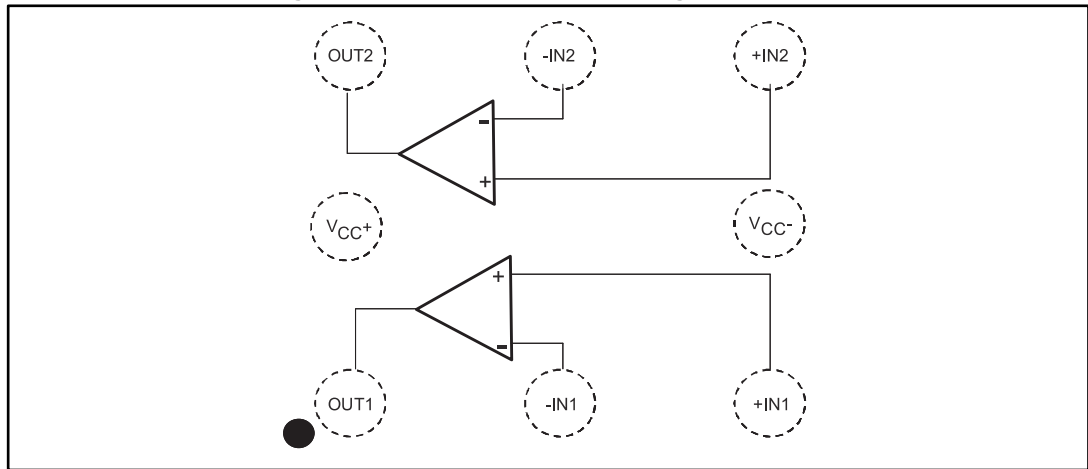 OUT2 -IN2 +IN2
-
+
VCC+ VCC-
+
-
OUT1 -IN1 +IN1